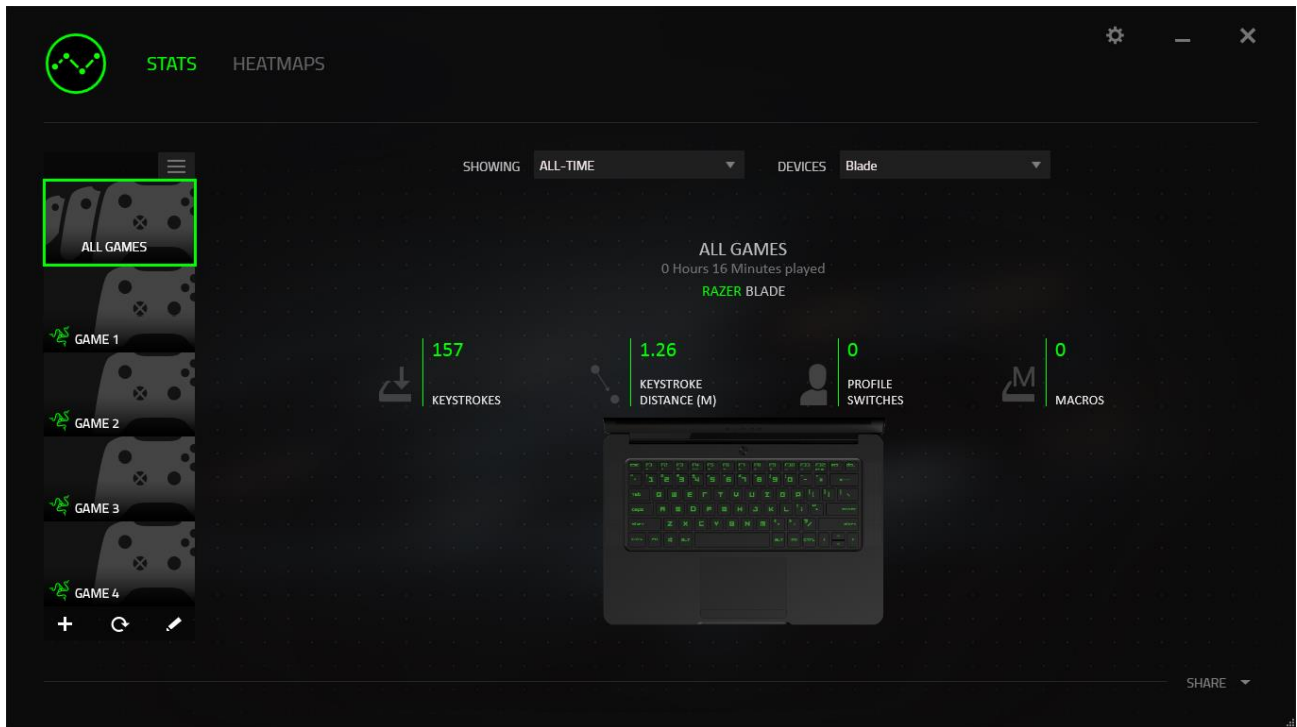 STATS HEATMAPS
SHOWING ALL-TIME DEVICES Blade
ALL GAMES
GAME 1
GAME 2
GAME 3
GAME 4
ALL GAMES
0 Hours 16 Minutes played
RAZER BLADE
157
KEYSTROKES
1.26
KEYSTROKE
DISTANCE (M)
0
PROFILE
SWITCHES
M
0
MACROS
SHARE